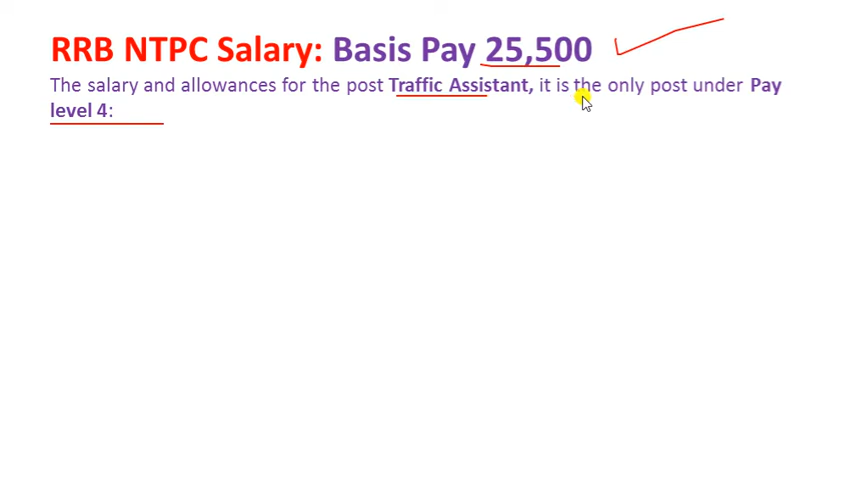 RRB NTPC Salary: Basis Pay 25,500
The salary and allowances for the post Traffic Assistant, it is the only post under Pay
level 4: